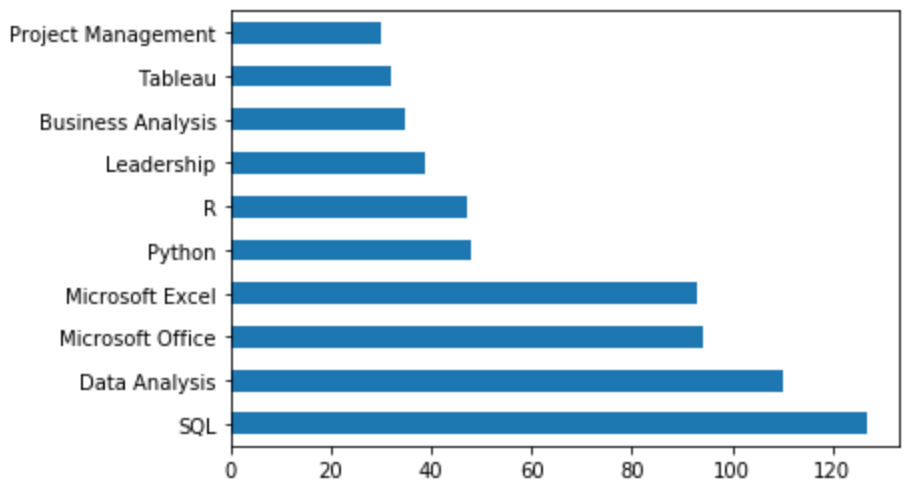 Project Management
Tableau
Business Analysis
Leadership
R
Python
Microsoft Excel
Microsoft Office
Data Analysis
SQL
0 20 40 60 80 100 120